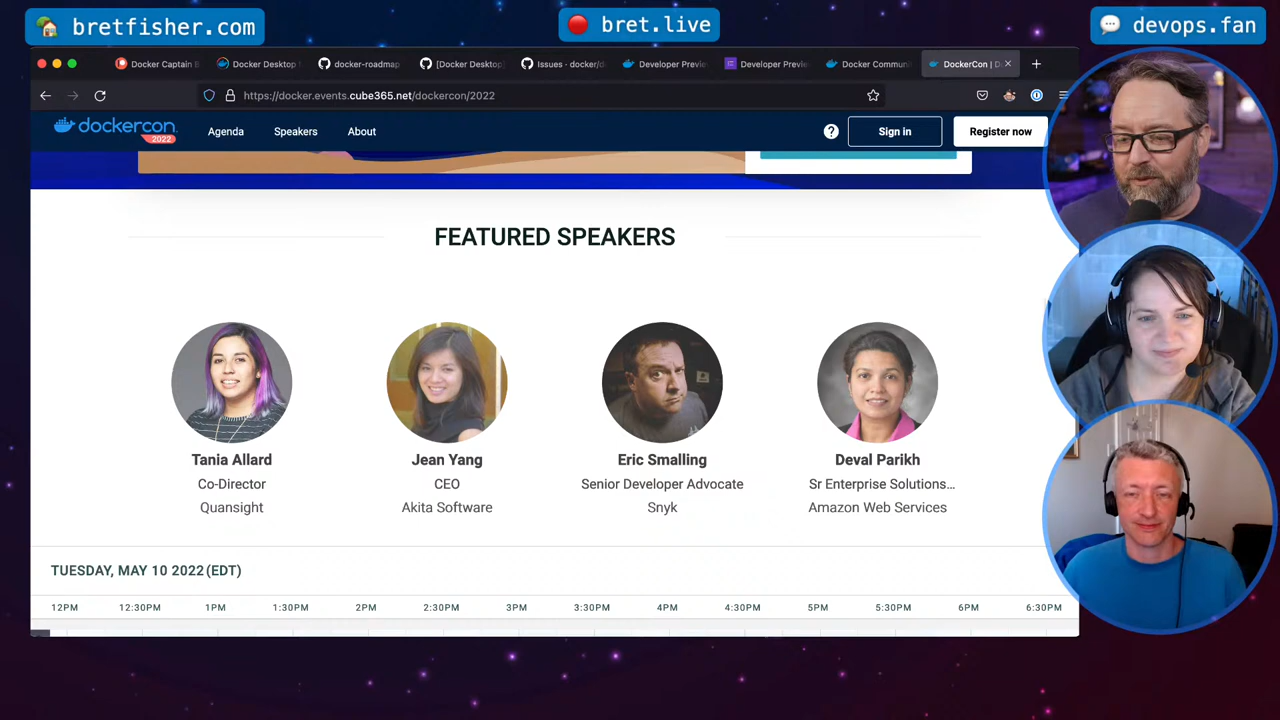 bretfisher.com
bret.live
devops.fan
Docker Captain B
Docker Desktop
docker-roadmap
[Docker Desktop]
Issues · docker/d
Developer Previe
Developer Previe
Docker Commun
DockerCon | D
https://docker.events.cube365.net/dockercon/2022
dockercon
2022
Agenda
Speakers
About
?
Sign in
Register now
FEATURED SPEAKERS
Tania Allard
Co-Director
Quansight
Jean Yang
CEO
Akita Software
Eric Smalling
Senior Developer Advocate
Snyk
Deval Parikh
Sr Enterprise Solutions...
Amazon Web Services
TUESDAY, MAY 10 2022 (EDT)
12PM 12:30PM 1PM 1:30PM 2PM 2:30PM 3PM 3:30PM 4PM 4:30PM 5PM 5:30PM 6PM 6:30PM